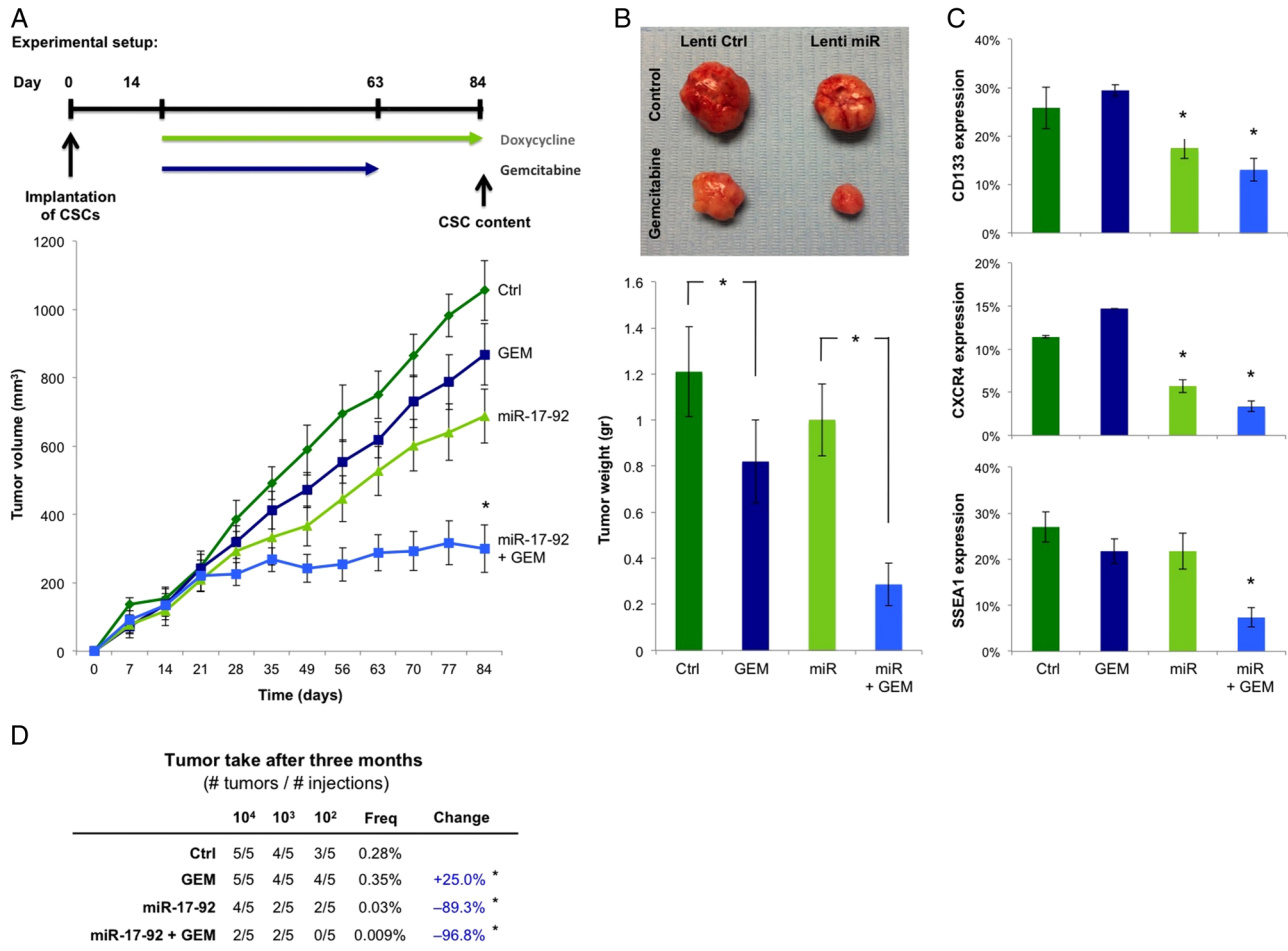 A
Experimental setup:
Day 0 14 63 84
Doxycycline
Gemcitabine
Implantation
of CSCs
CSC content
1200
1000
800
600
400
200
0
Tumor volume (mm³)
Ctrl
GEM
miR-17-92
*
miR-17-92
+ GEM
0 7 14 21 28 35 49 56 63 70 77 84
Time (days)
B
Lenti Ctrl Lenti miR
Control
Gemcitabine
1.6
1.4
1.2
1
0.8
0.6
0.4
0.2
0
Tumor weight (gr)
*
*
Ctrl GEM miR miR
+ GEM
C
40%
30%
20%
10%
0%
CD133 expression
*
*
20%
15%
10%
5%
0%
CXCR4 expression
*
*
40%
30%
20%
10%
0%
SSEA1 expression
*
Ctrl GEM miR miR
+ GEM
D
Tumor take after three months
(# tumors / # injections)
10⁴ 10³ 10² Freq Change
Ctrl 5/5 4/5 3/5 0.28%
GEM 5/5 4/5 4/5 0.35% +25.0% *
miR-17-92 4/5 2/5 2/5 0.03% –89.3% *
miR-17-92 + GEM 2/5 2/5 0/5 0.009% –96.8% *